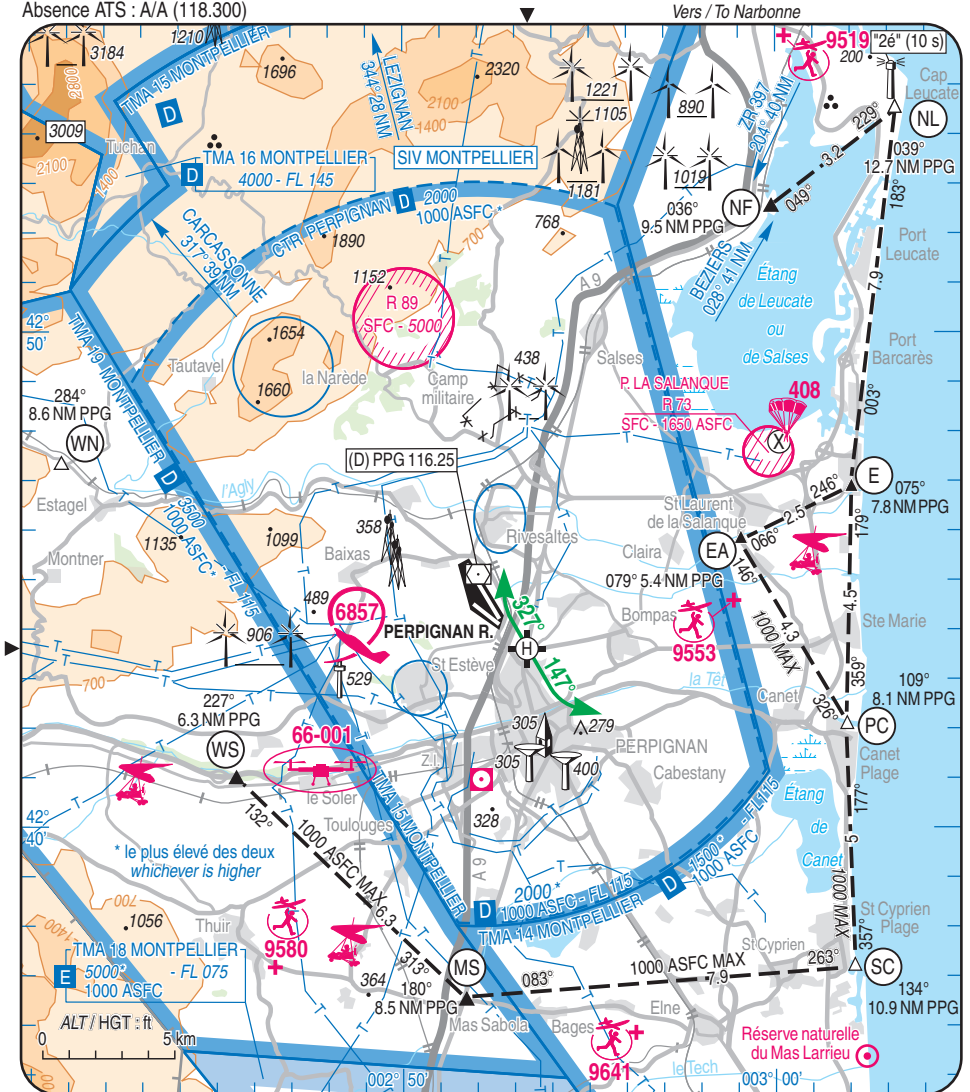 Absence ATS : A/A (118.300)
Vers / To Narbonne
3184
1210
TMA 15 MONTPELLIER
D
1696
2320
2100
1400
LEZIGNAN
344° 28 NM
1221
1105
890
1181
1019
ZR 397
204° 40 NM
9519
"2é" (10 s)
200
Cap
Leucate
NL
039°
12.7 NM PPG
229°
3.2
049°
183°
2800
3009
2100
1400
Tuchan
TMA 16 MONTPELLIER
4000 - FL 145
D
SIV MONTPELLIER
CTR PERPIGNAN
D
2000
1000 ASFC *
700
768
NF
036°
9.5 NM PPG
BEZIERS
028° 41 NM
Port
Leucate
7.9
CARCASSONNE
317° 39 NM
1890
1152
R 89
SFC - 5000
A 9
Étang
de Leucate
ou
de Salses
42°
50'
1654
1660
Tautavel
la Narède
Camp
militaire
438
Salses
Port
Barcarès
003°
TMA 19 MONTPELLIER
D
3500 - FL 115
1000 ASFC*
284°
8.6 NM PPG
WN
Estagel
P. LA SALANQUE
R 73
SFC - 1650 ASFC
408
X
(D) PPG 116.25
l'Agly
358
Rivesaltes
St Laurent
de la Salanque
246°
2.5
066°
E
075°
7.8 NM PPG
179°
EA
146°
079° 5.4 NM PPG
Claira
Montner
1135
1099
Baixas
489
6857
PERPIGNAN R.
327°
H
147°
Bompas
9553
4.3
1000 MAX
4.5
Ste Marie
906
529
St Estève
la Têt
359°
109°
8.1 NM PPG
700
227°
6.3 NM PPG
WS
66-001
le Soler
305
279
305
400
PERPIGNAN
Cabestany
Canet
326°
PC
Canet
Plage
177°
Z.I.
TMA 15 MONTPELLIER
328
Toulouges
132°
1000 ASFC MAX
6.3
313°
42°
40'
* le plus élevé des deux
whichever is higher
A 9
Étang
de
Canet
5
1000 MAX
2000*
1000 ASFC - FL 115
D
TMA 14 MONTPELLIER
D
1500* - FL115
1000 ASFC
700
1400
1056
Thuir
9580
TMA 18 MONTPELLIER
E
5000* - FL 075
1000 ASFC
364
180°
8.5 NM PPG
MS
083°
1000 ASFC MAX
7.9
263°
St Cyprien
St Cyprien
Plage
357°
SC
134°
10.9 NM PPG
ALT / HGT : ft
0
5 km
Mas Sabola
Bages
Elne
9641
le Tech
Réserve naturelle
du Mas Larrieu
002° 50'
003° 00'